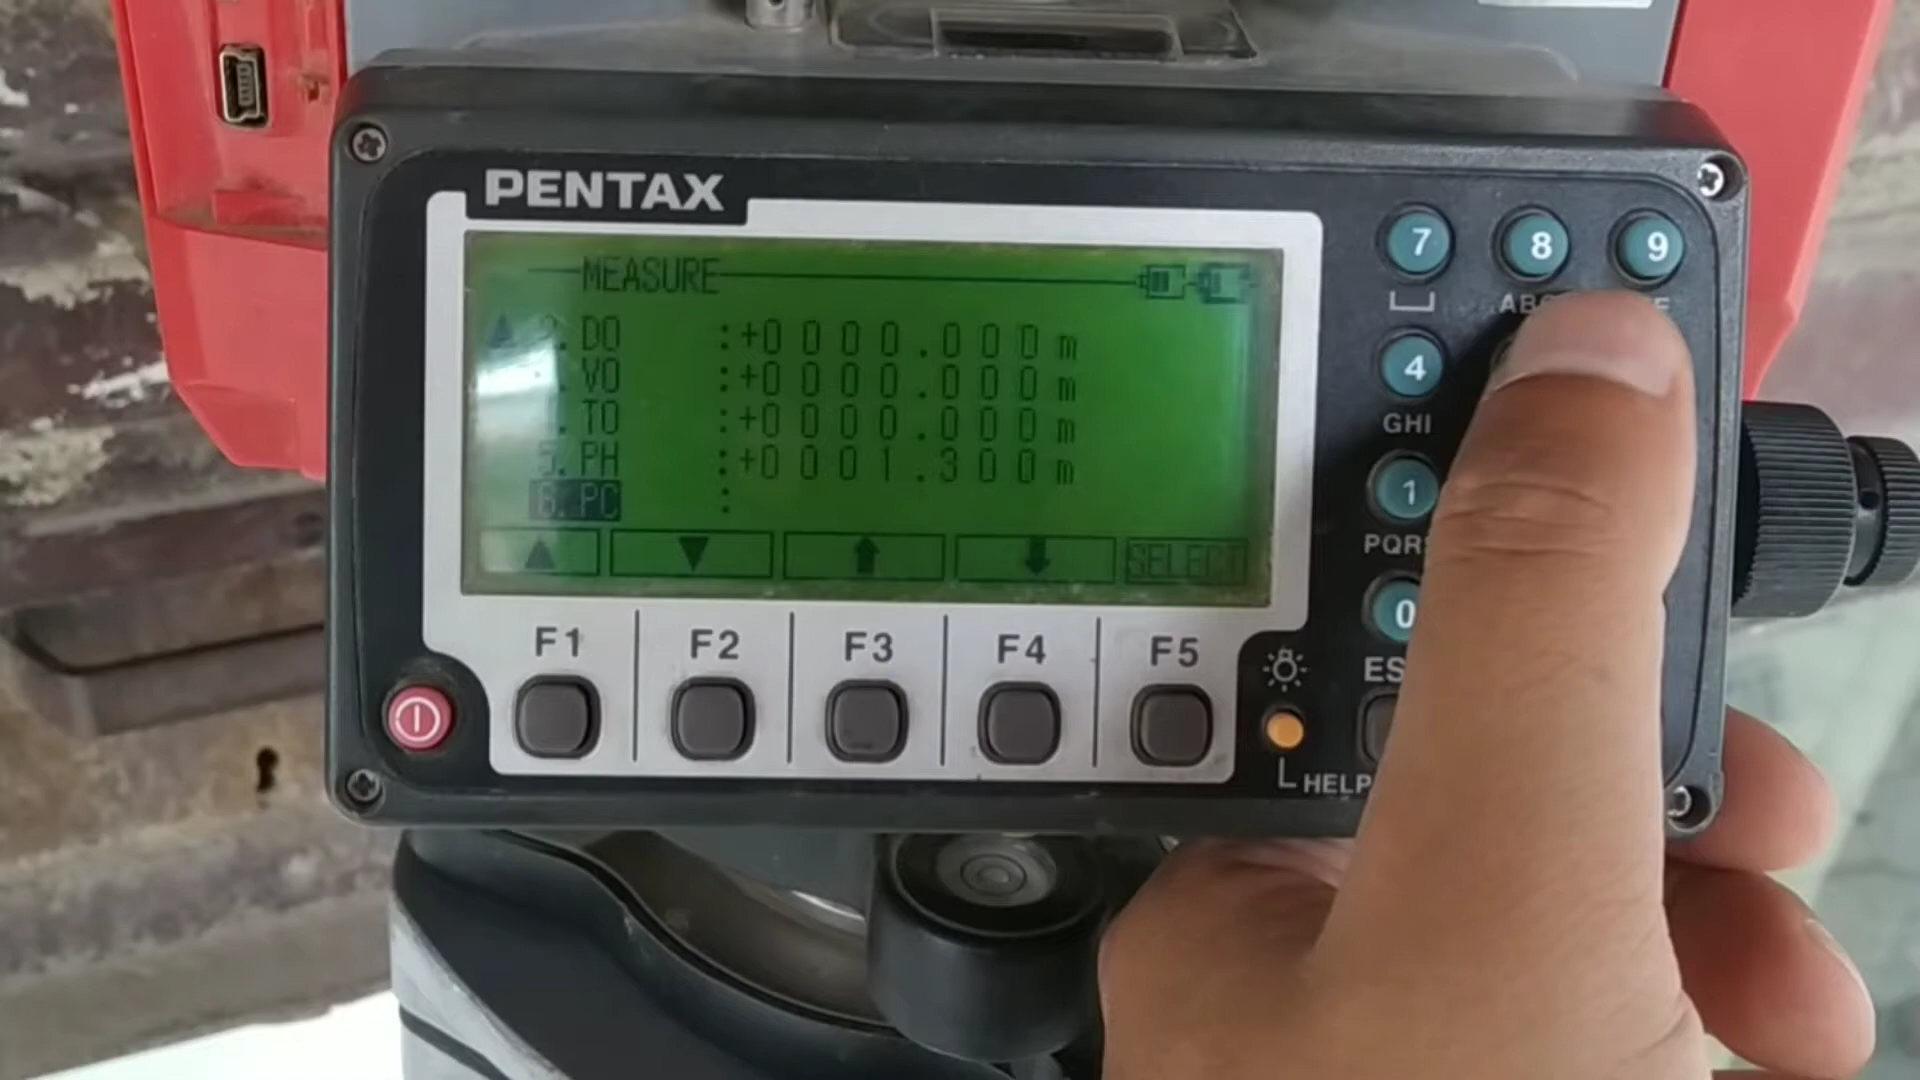 PENTAX
MEASURE
2. DO :+0000.000 m
. VO :+0000.000 m
. TO :+0000.000 m
5. PH :+0001.300 m
6. PC :
SELECT
F1 F2 F3 F4 F5
7 8 9
4
GHI
1
0
HELP